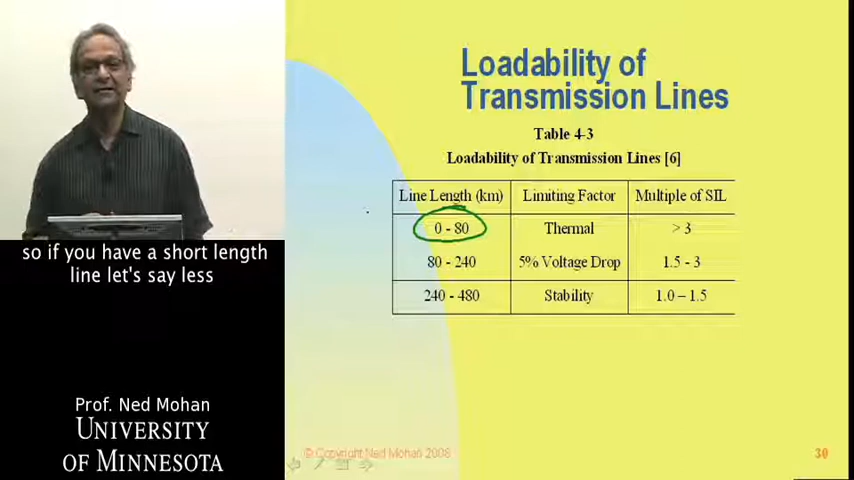 Loadability of
Transmission Lines
Table 4-3
Loadability of Transmission Lines [6]
Line Length (km) Limiting Factor Multiple of SIL
0 - 80 Thermal > 3
80 - 240 5% Voltage Drop 1.5 - 3
240 - 480 Stability 1.0 – 1.5
so if you have a short length
line let's say less
Prof. Ned Mohan
UNIVERSITY
OF MINNESOTA
© Copyright Ned Mohan 2008
30